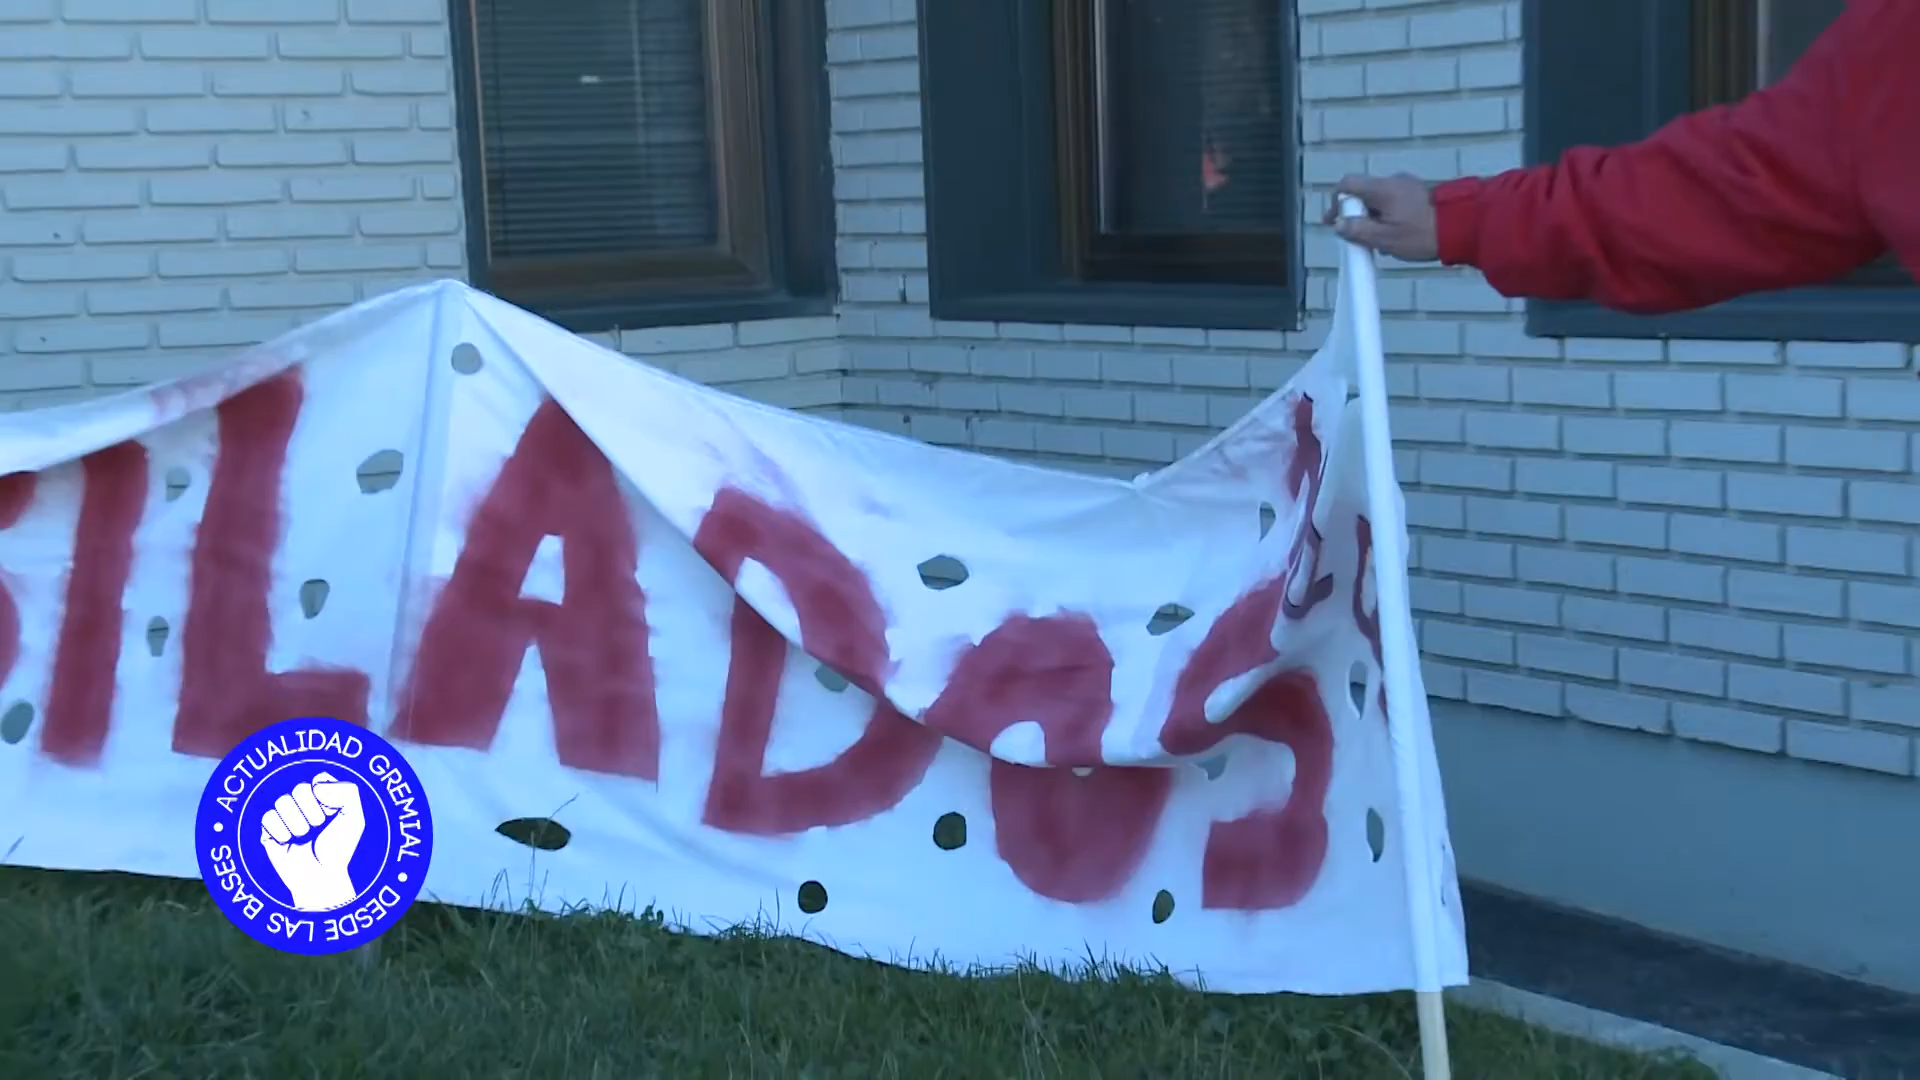 ILADOS
ACTUALIDAD GREMIAL • DESDE LAS BASES •